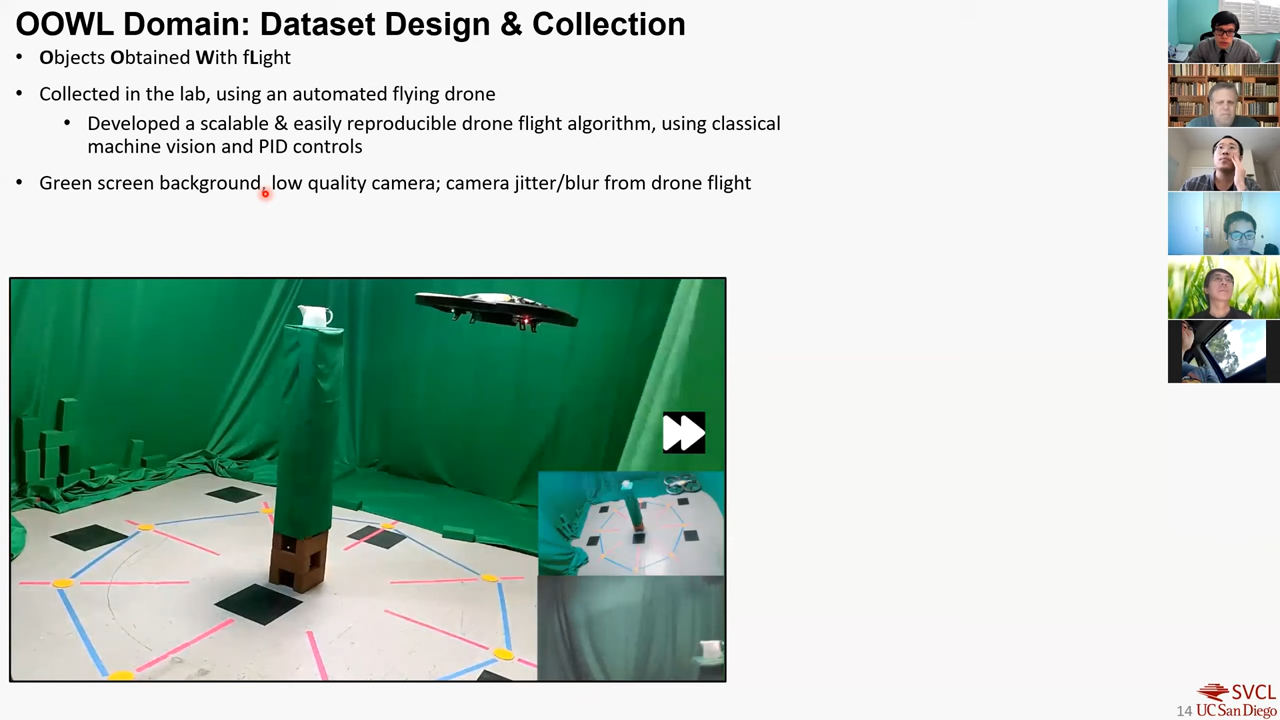 OOWL Domain: Dataset Design & Collection
• Objects Obtained With fLight
• Collected in the lab, using an automated flying drone
• Developed a scalable & easily reproducible drone flight algorithm, using classical
machine vision and PID controls
• Green screen background, low quality camera; camera jitter/blur from drone flight
SVCL
14 UC San Diego